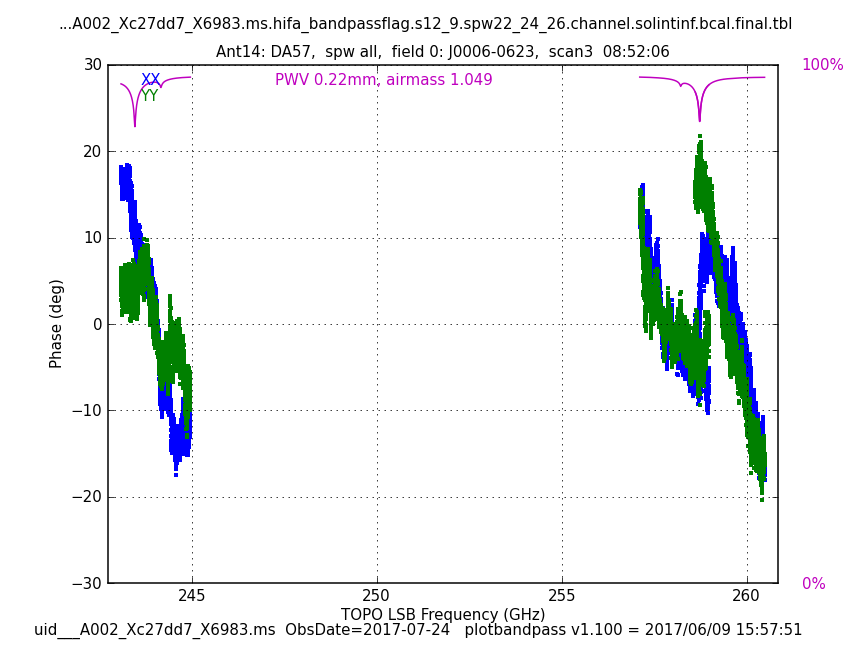 ...A002_Xc27dd7_X6983.ms.hifa_bandpassflag.s12_9.spw22_24_26.channel.solintinf.bcal.final.tbl
Ant14: DA57,  spw all,  field 0: J0006-0623,  scan3  08:52:06
30
100%
XX
PWV 0.22mm, airmass 1.049
YY
20
10
0
Phase (deg)
−10
−20
−30
0%
245
250
255
260
TOPO LSB Frequency (GHz)
uid___A002_Xc27dd7_X6983.ms  ObsDate=2017-07-24   plotbandpass v1.100 = 2017/06/09 15:57:51